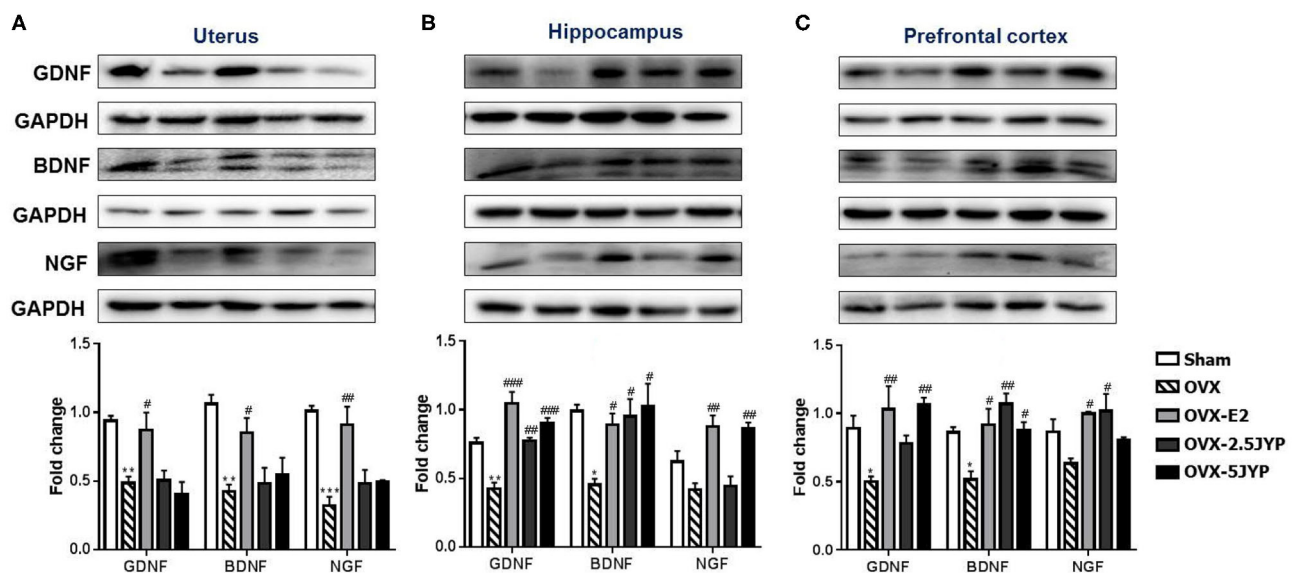 A
Uterus
GDNF
GAPDH
BDNF
GAPDH
NGF
GAPDH
Fold change
1.5
1.0
0.5
0.0
** # ** # *** ##
GDNF BDNF NGF
B
Hippocampus
Fold change
1.5
1.0
0.5
0.0
** ### ## ### * # # # ## ##
GDNF BDNF NGF
C
Prefrontal cortex
Fold change
1.5
1.0
0.5
0.0
* ## ## * # ## # # #
GDNF BDNF NGF
Sham
OVX
OVX-E2
OVX-2.5JYP
OVX-5JYP